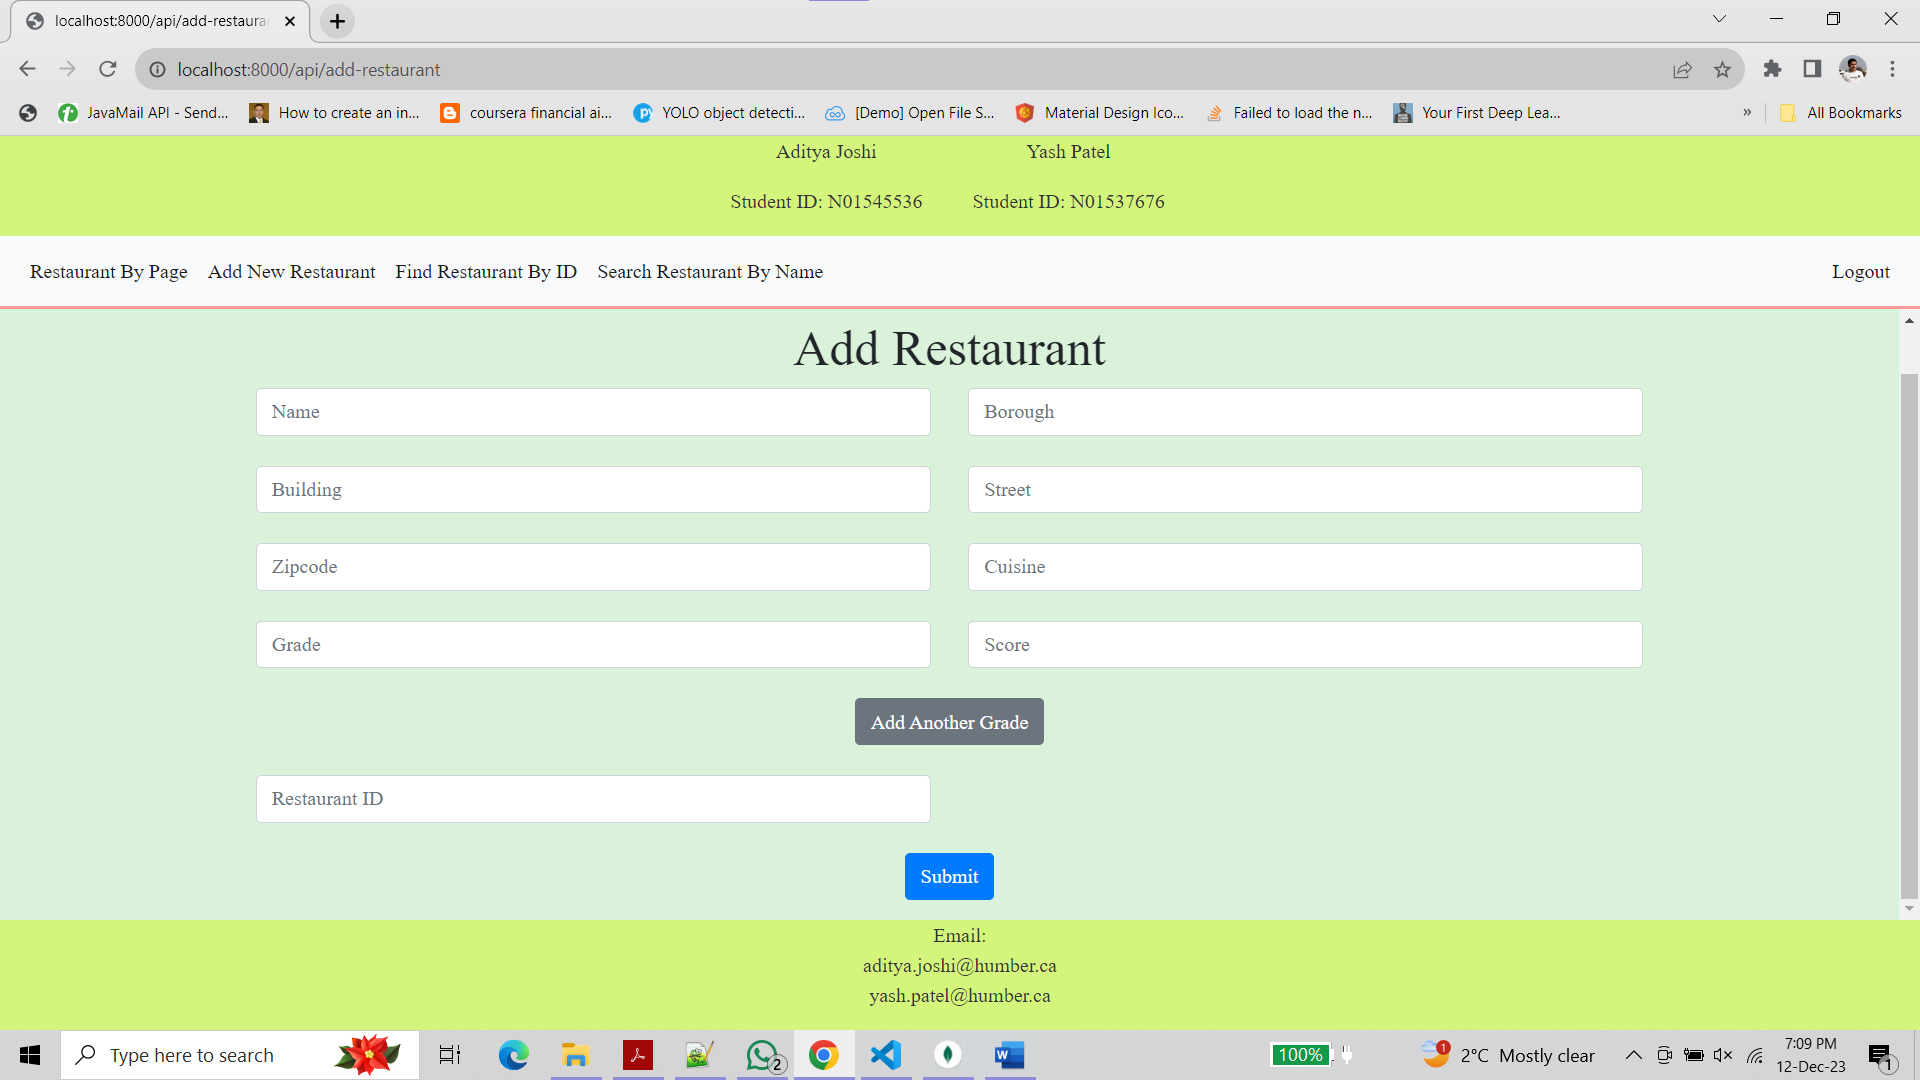 localhost:8000/api/add-restaura
localhost:8000/api/add-restaurant
JavaMail API - Send... How to create an in... coursera financial ai... YOLO object detecti... [Demo] Open File S... Material Design Ico... Failed to load the n... Your First Deep Lea... » All Bookmarks
Aditya Joshi Yash Patel
Student ID: N01545536 Student ID: N01537676
Restaurant By Page Add New Restaurant Find Restaurant By ID Search Restaurant By Name Logout
Add Restaurant
Name Borough
Building Street
Zipcode Cuisine
Grade Score
Add Another Grade
Restaurant ID
Submit
Email:
aditya.joshi@humber.ca
yash.patel@humber.ca
Type here to search 2 100% 1 2°C Mostly clear 7:09 PM
12-Dec-23 1